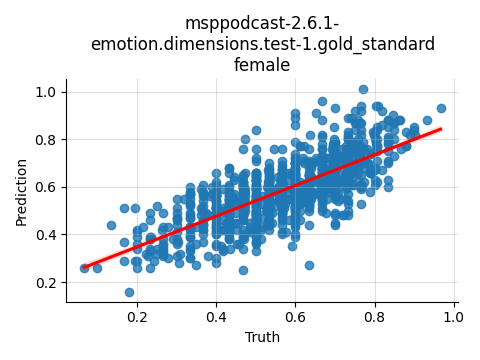 msppodcast-2.6.1-
emotion.dimensions.test-1.gold_standard
female
1.0
0.8
0.6
0.4
0.2
Prediction
0.2
0.4
0.6
0.8
1.0
Truth